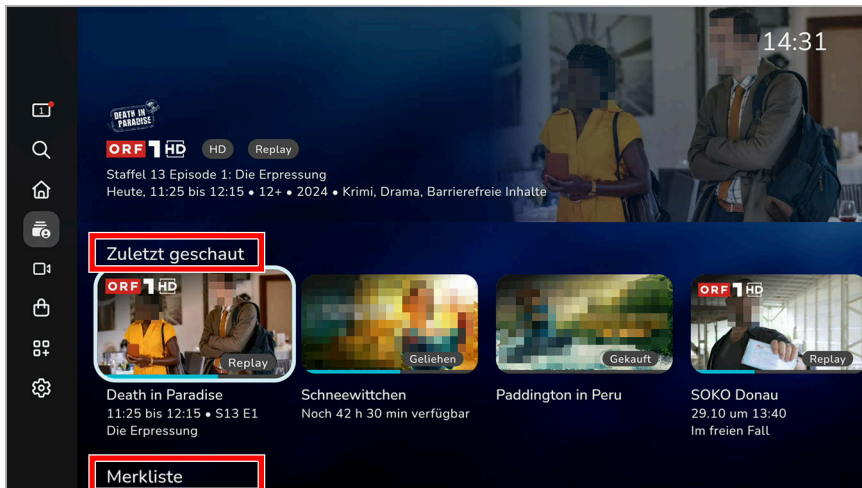 14:31
1
DEATH IN
PARADISE
ORF 1 HD HD Replay
Staffel 13 Episode 1: Die Erpressung
Heute, 11:25 bis 12:15 • 12+ • 2024 • Krimi, Drama, Barrierefreie Inhalte
Zuletzt geschaut
ORF 1 HD
Replay
Death in Paradise
11:25 bis 12:15 • S13 E1
Die Erpressung
Geliehen
Schneewittchen
Noch 42 h 30 min verfügbar
Gekauft
Paddington in Peru
ORF 1 HD
Replay
SOKO Donau
29.10 um 13:40
Im freien Fall
Merkliste